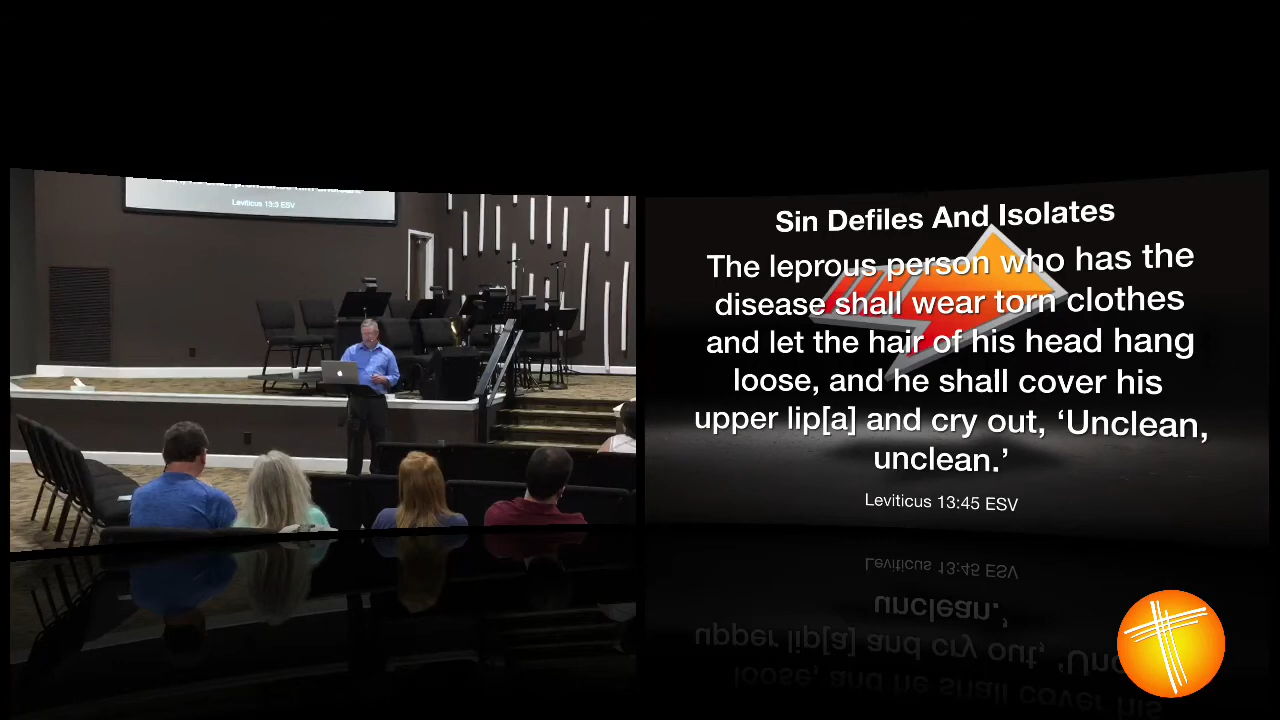 Leviticus 13:3 ESV
Sin Defiles And Isolates
The leprous person who has the
disease shall wear torn clothes
and let the hair of his head hang
loose, and he shall cover his
upper lip[a] and cry out, ‘Unclean,
unclean.’
Leviticus 13:45 ESV